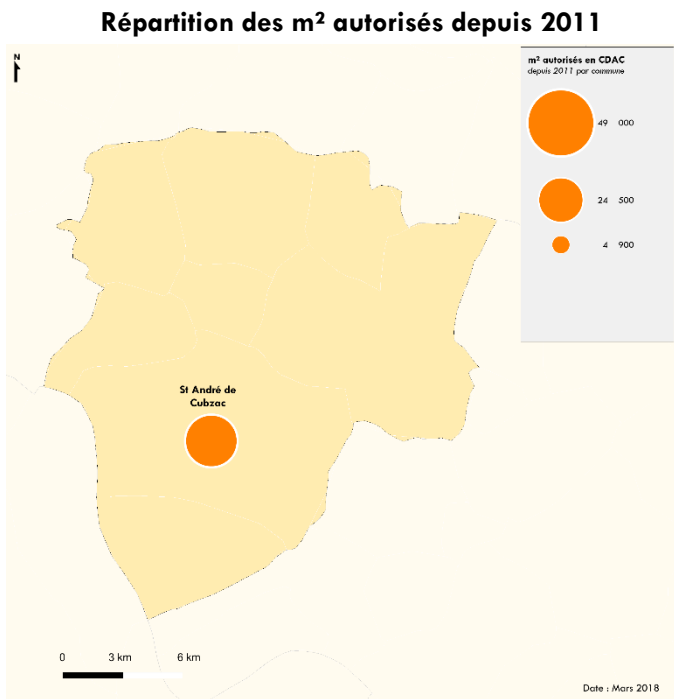 Répartition des m² autorisés depuis 2011
N
m² autorisés en CDAC
depuis 2011 par commune
49 000
24 500
4 900
St André de
Cubzac
0 3 km 6 km
Date : Mars 2018